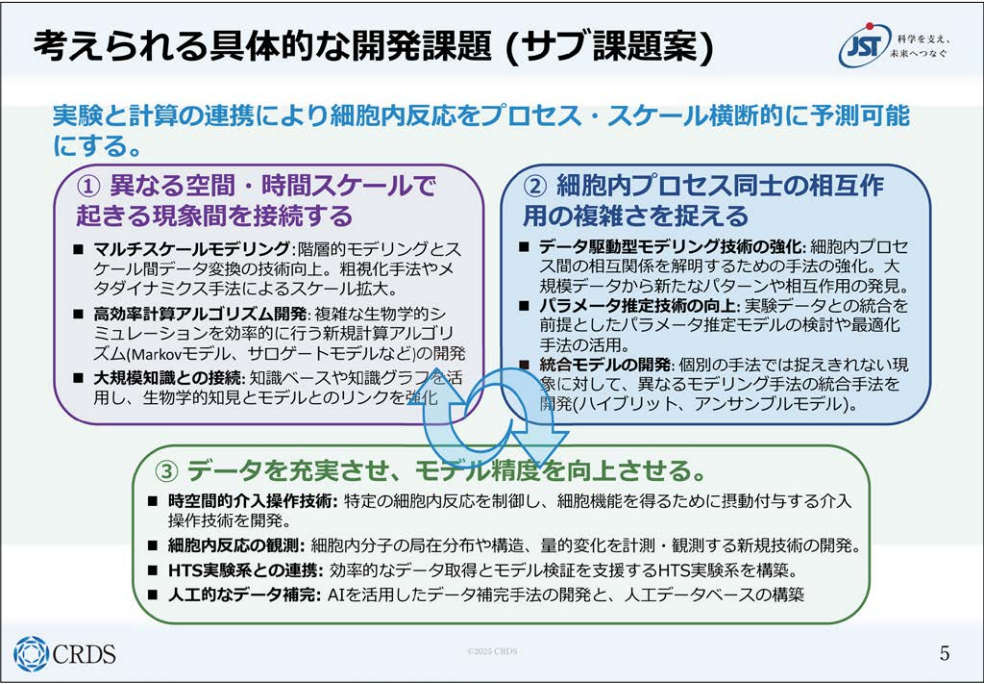 考えられる具体的な開発課題 (サブ課題案)
JST
科学を支え、
未来へつなぐ
実験と計算の連携により細胞内反応をプロセス・スケール横断的に予測可能
にする。
① 異なる空間・時間スケールで
起きる現象間を接続する
■ マルチスケールモデリング:階層的モデリングとス
ケール間データ変換の技術向上。粗視化手法やメ
タダイナミクス手法によるスケール拡大。
■ 高効率計算アルゴリズム開発: 複雑な生物学的シ
ミュレーションを効率的に行う新規計算アルゴリ
ズム(Markovモデル、サロゲートモデルなど)の開発
■ 大規模知識との接続: 知識ベースや知識グラフを活
用し、生物学的知見とモデルとのリンクを強化
② 細胞内プロセス同士の相互作
用の複雑さを捉える
■ データ駆動型モデリング技術の強化: 細胞内プロセ
ス間の相互関係を解明するための手法の強化。大
規模データから新たなパターンや相互作用の発見。
■ パラメータ推定技術の向上: 実験データとの統合を
前提としたパラメータ推定モデルの検討や最適化
手法の活用。
■ 統合モデルの開発: 個別の手法では捉えきれない現
象に対して、異なるモデリング手法の統合手法を
開発(ハイブリット、アンサンブルモデル)。
③ データを充実させ、モデル精度を向上させる。
■ 時空間的介入操作技術: 特定の細胞内反応を制御し、細胞機能を得るために摂動付与する介入
操作技術を開発。
■ 細胞内反応の観測: 細胞内分子の局在分布や構造、量的変化を計測・観測する新規技術の開発。
■ HTS実験系との連携: 効率的なデータ取得とモデル検証を支援するHTS実験系を構築。
■ 人工的なデータ補完: AIを活用したデータ補完手法の開発と、人工データベースの構築
CRDS
©2025 CRDS
5